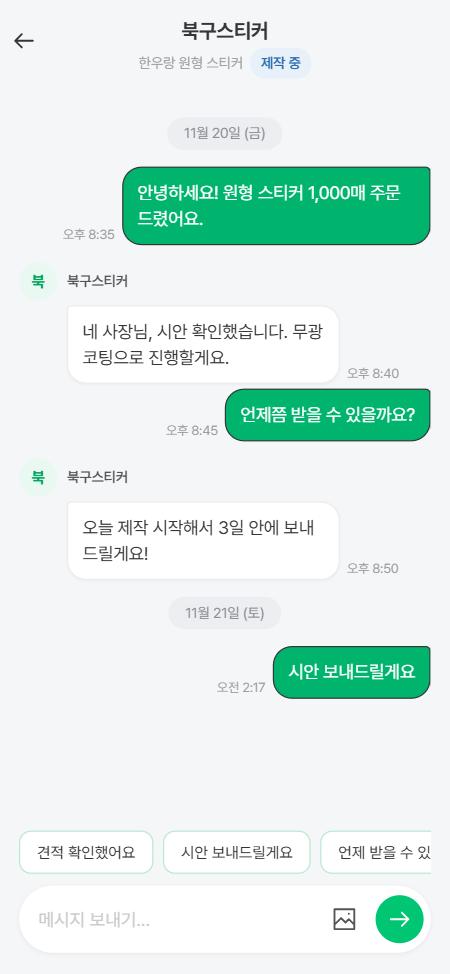 북구스티커
한우랑 원형 스티커 제작 중
11월 20일 (금)
안녕하세요! 원형 스티커 1,000매 주문
드렸어요.
오후 8:35
북 북구스티커
네 사장님, 시안 확인했습니다. 무광
코팅으로 진행할게요.
오후 8:40
언제쯤 받을 수 있을까요?
오후 8:45
북 북구스티커
오늘 제작 시작해서 3일 안에 보내
드릴게요!
오후 8:50
11월 21일 (토)
시안 보내드릴게요
오전 2:17
견적 확인했어요 시안 보내드릴게요 언제 받을 수 있
메시지 보내기...